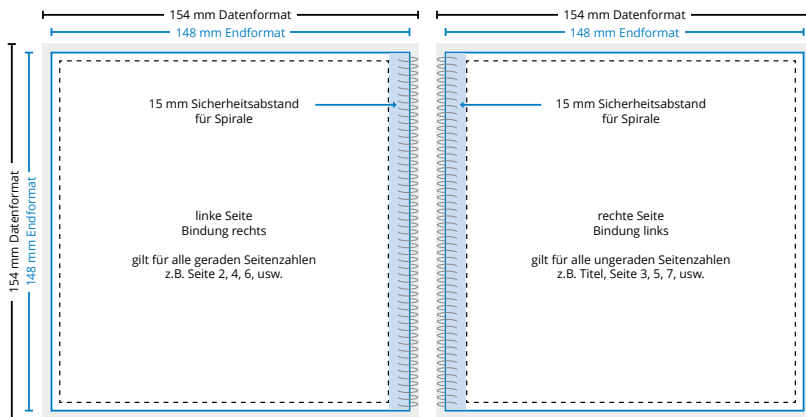 154 mm Datenformat
148 mm Endformat
154 mm Datenformat
148 mm Endformat
154 mm Datenformat
148 mm Endformat
15 mm Sicherheitsabstand
für Spirale
linke Seite
Bindung rechts
gilt für alle geraden Seitenzahlen
z.B. Seite 2, 4, 6, usw.
15 mm Sicherheitsabstand
für Spirale
rechte Seite
Bindung links
gilt für alle ungeraden Seitenzahlen
z.B. Titel, Seite 3, 5, 7, usw.